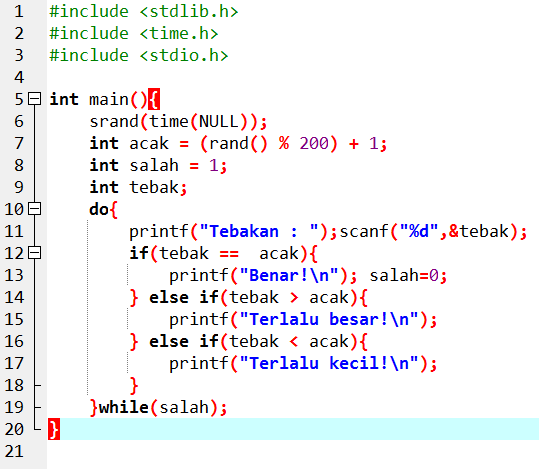 1 #include <stdlib.h>
2 #include <time.h>
3 #include <stdio.h>
4
5 int main(){
6     srand(time(NULL));
7     int acak = (rand() % 200) + 1;
8     int salah = 1;
9     int tebak;
10     do{
11         printf("Tebakan : ");scanf("%d",&tebak);
12         if(tebak ==  acak){
13             printf("Benar!\n"); salah=0;
14         } else if(tebak > acak){
15             printf("Terlalu besar!\n");
16         } else if(tebak < acak){
17             printf("Terlalu kecil!\n");
18         }
19     }while(salah);
20 }
21